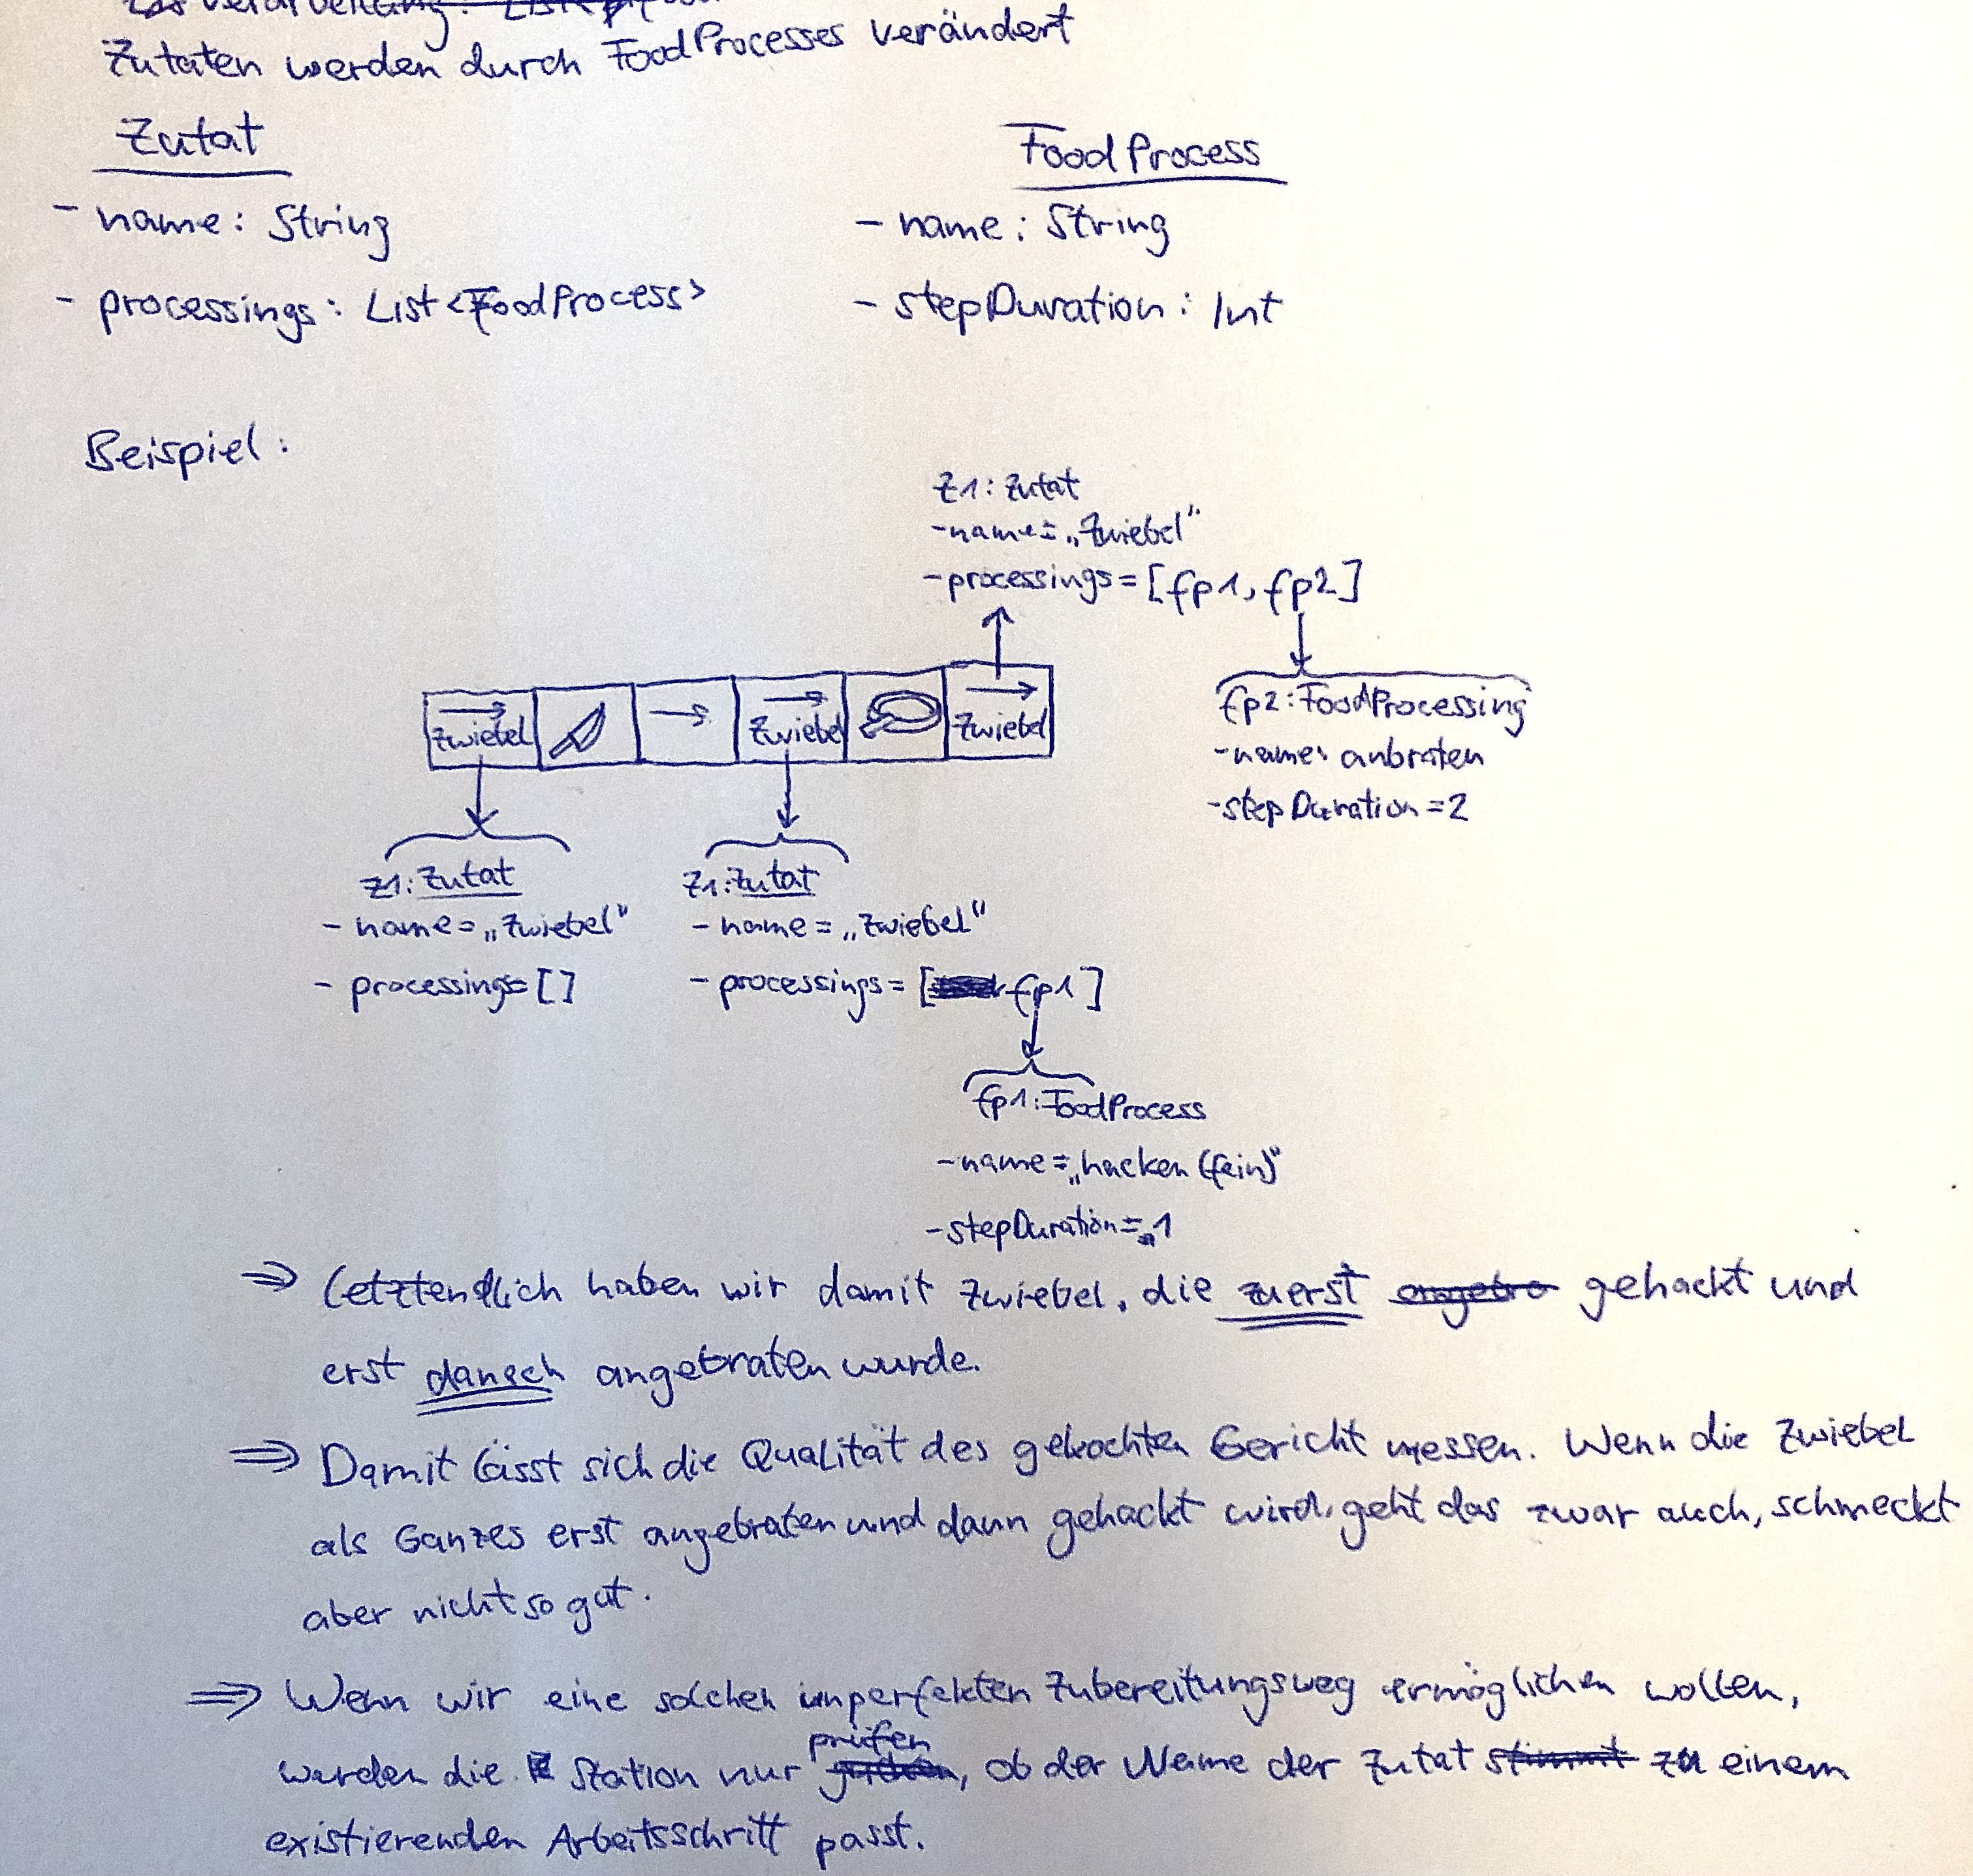 Zutaten werden durch FoodProcesses verändert
Zutat
- name: String
- processings: List<FoodProcess>
FoodProcess
- name: String
- stepDuration: Int
Beispiel:
Z1: Zutat
- name = „Zwiebel"
- processings = [fp1, fp2]
fp2: FoodProcessing
- name: anbraten
- stepDuration = 2
Zwiebel
Zwiebel
Zwiebel
Z1: Zutat
- name = „Zwiebel"
- processings = []
Z1: Zutat
- name = „Zwiebel"
- processings = [fp1]
fp1: FoodProcess
- name = „hacken (fein)"
- stepDuration = 1
⇒ Letztendlich haben wir damit Zwiebel, die zuerst gehackt und
erst danach angebraten wurde.
⇒ Damit lässt sich die Qualität des gekochten Gericht messen. Wenn die Zwiebel
als Ganzes erst angebraten und dann gehackt wird, geht das zwar auch, schmeckt
aber nicht so gut.
⇒ Wenn wir eine solchen imperfekten Zubereitungsweg ermöglichen wollen,
werden die Station nur prüfen, ob der Name der Zutat zu einem
existierenden Arbeitsschritt passt.